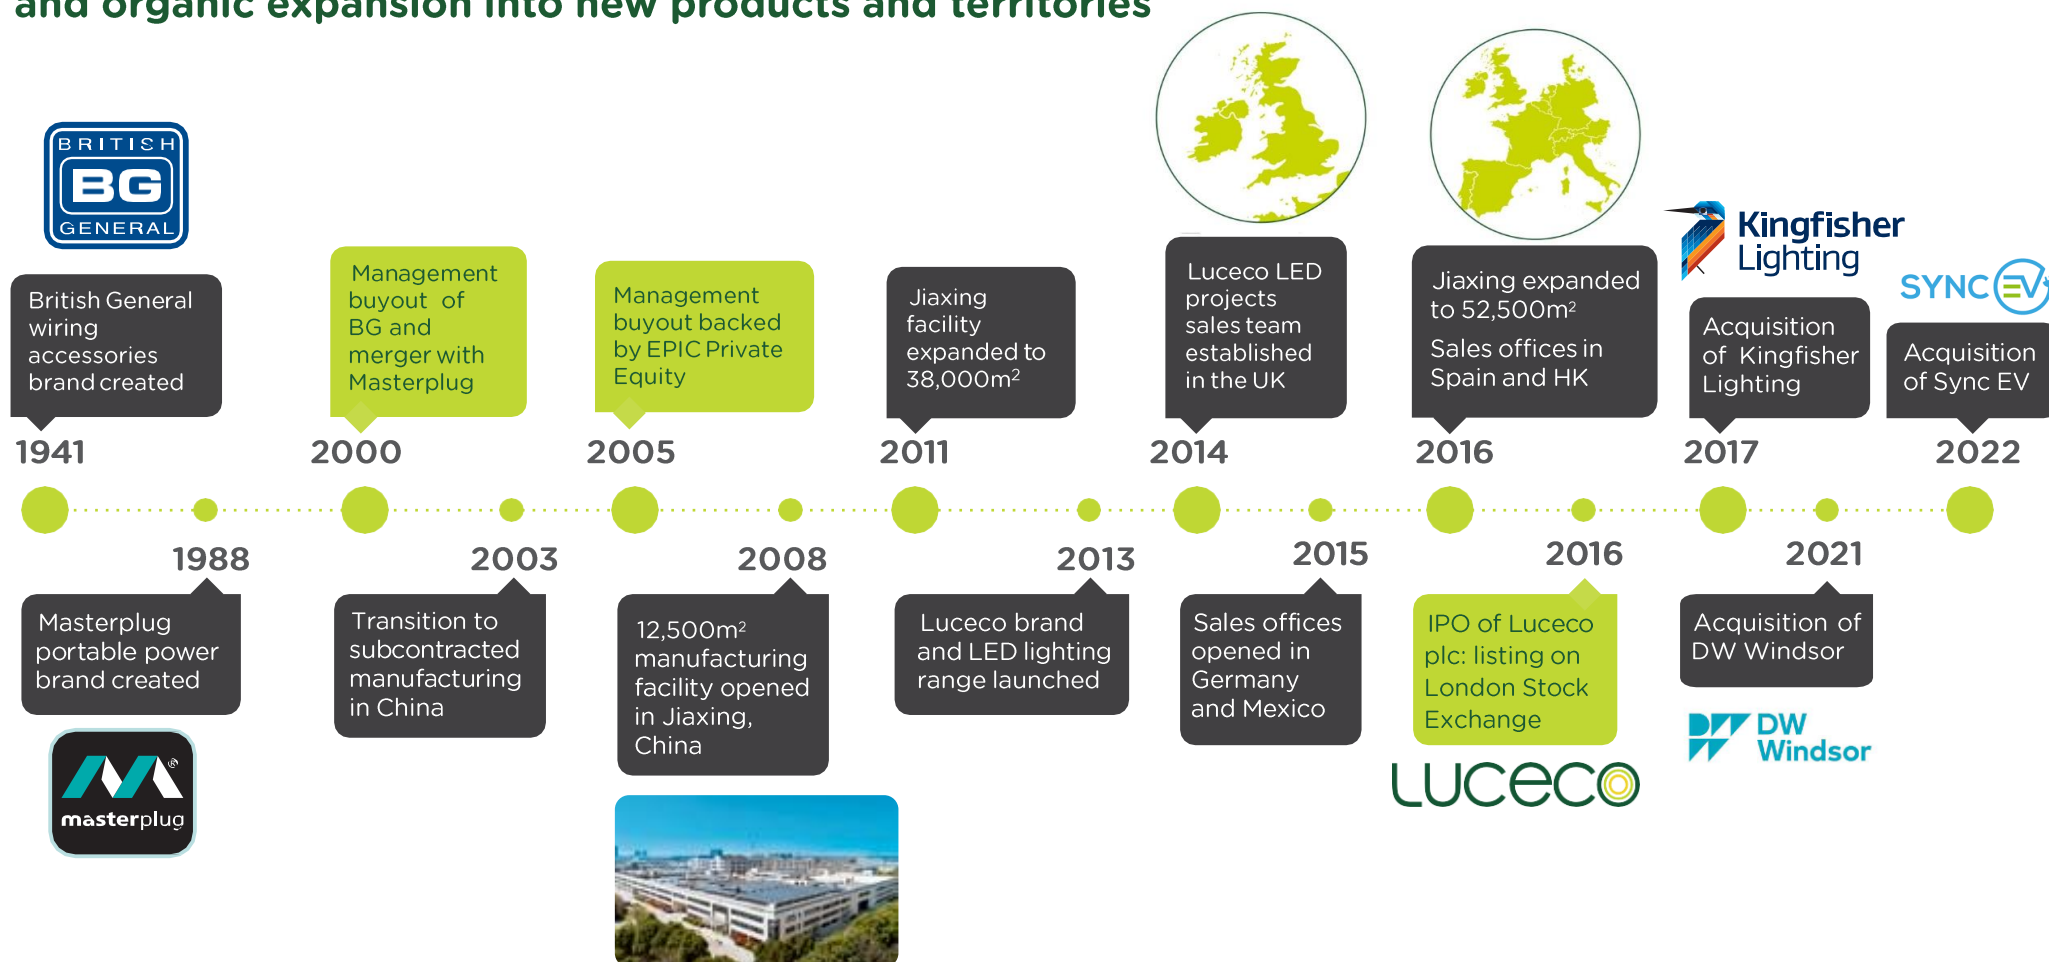 and organic expansion into new products and territories
BRITISH
BG
GENERAL
British General
wiring
accessories
brand created
1941
Management
buyout of
BG and
merger with
Masterplug
2000
Management
buyout backed
by EPIC Private
Equity
2005
Jiaxing
facility
expanded to
38,000m²
2011
Luceco LED
projects
sales team
established
in the UK
2014
Jiaxing expanded
to 52,500m²
Sales offices in
Spain and HK
2016
Kingfisher
Lighting
Acquisition
of Kingfisher
Lighting
2017
SYNC EV
Acquisition
of Sync EV
2022
1988
Masterplug
portable power
brand created
masterplug
®
2003
Transition to
subcontracted
manufacturing
in China
2008
12,500m²
manufacturing
facility opened
in Jiaxing,
China
2013
Luceco brand
and LED lighting
range launched
2015
Sales offices
opened in
Germany
and Mexico
2016
IPO of Luceco
plc: listing on
London Stock
Exchange
Luceco
2021
Acquisition of
DW Windsor
DW
Windsor